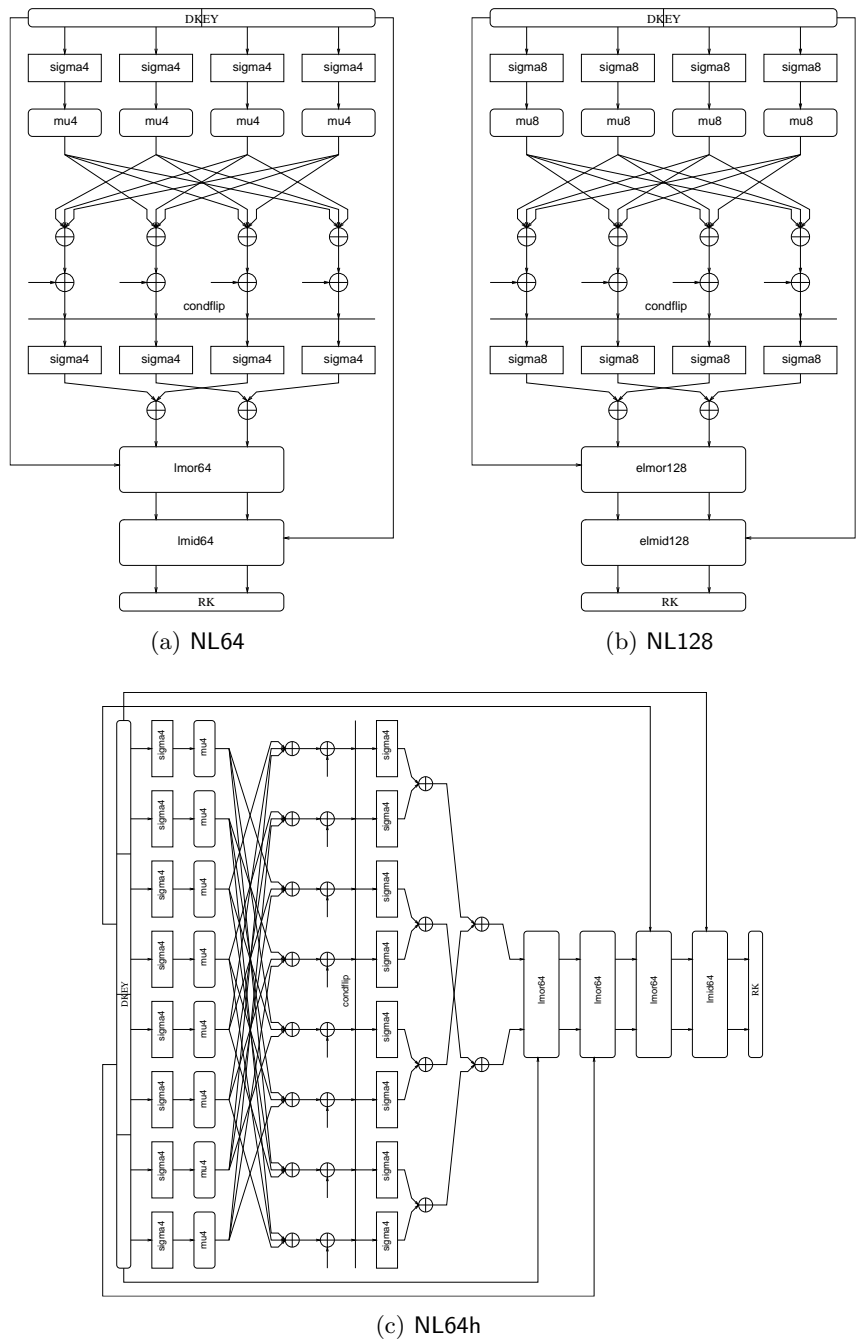 DKEY
sigma4 sigma4 sigma4 sigma4
mu4 mu4 mu4 mu4
condflip
sigma4 sigma4 sigma4 sigma4
lmor64
lmid64
RK
(a) NL64
DKEY
sigma8 sigma8 sigma8 sigma8
mu8 mu8 mu8 mu8
condflip
sigma8 sigma8 sigma8 sigma8
elmor128
elmid128
RK
(b) NL128
DKEY
sigma4 sigma4 sigma4 sigma4 sigma4 sigma4 sigma4 sigma4
mu4 mu4 mu4 mu4 mu4 mu4 mu4 mu4
condflip
sigma4 sigma4 sigma4 sigma4 sigma4 sigma4 sigma4 sigma4
lmor64
lmor64
lmor64
lmid64
RK
(c) NL64h